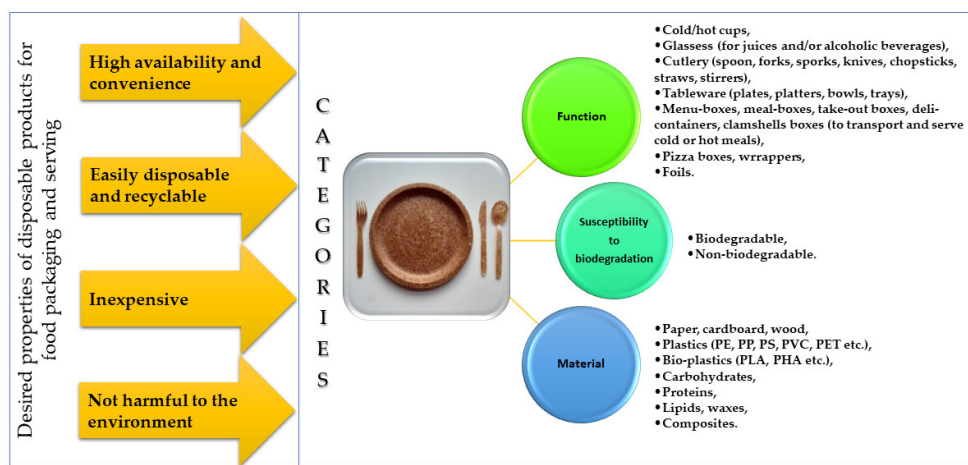 Desired properties of disposable products for
food packaging and serving
High availability and
convenience
Easily disposable
and recyclable
Inexpensive
Not harmful to the
environment
CATEGORIES
Function
•Cold/hot cups,
•Glassess (for juices and/or alcoholic beverages),
•Cutlery (spoon, forks, sporks, knives, chopsticks,
straws, stirrers),
•Tableware (plates, platters, bowls, trays),
•Menu-boxes, meal-boxes, take-out boxes, deli-
containers, clamshells boxes (to transport and serve
cold or hot meals),
•Pizza boxes, wrrappers,
•Foils.
Susceptibility
to
biodegradation
•Biodegradable,
•Non-biodegradable.
Material
•Paper, cardboard, wood,
•Plastics (PE, PP, PS, PVC, PET etc.),
•Bio-plastics (PLA, PHA etc.),
•Carbohydrates,
•Proteins,
•Lipids, waxes,
•Composites.